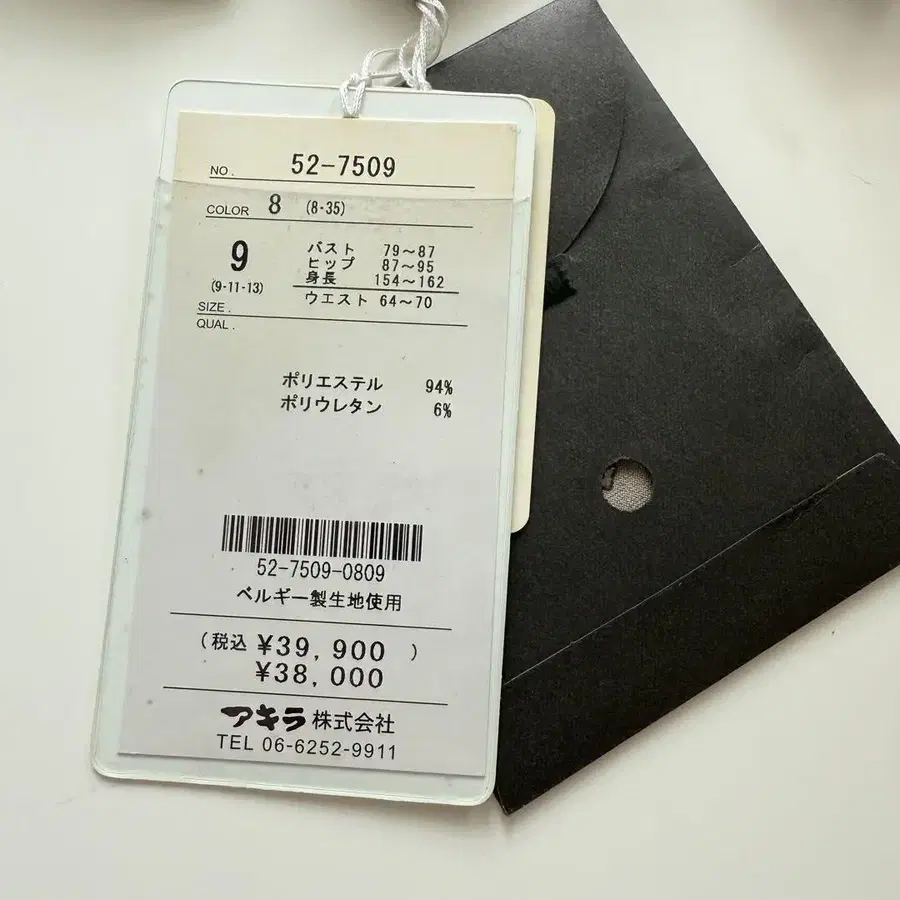 NO. 52-7509
COLOR 8 (8·35)
9
(9·11·13)
SIZE.
バスト 79～87
ヒップ 87～95
身長 154～162
ウエスト 64～70
QUAL.
ポリエステル 94%
ポリウレタン 6%
52-7509-0809
ベルギー製生地使用
(税込 ¥39,900 )
¥38,000
アキラ株式会社
TEL 06-6252-9911